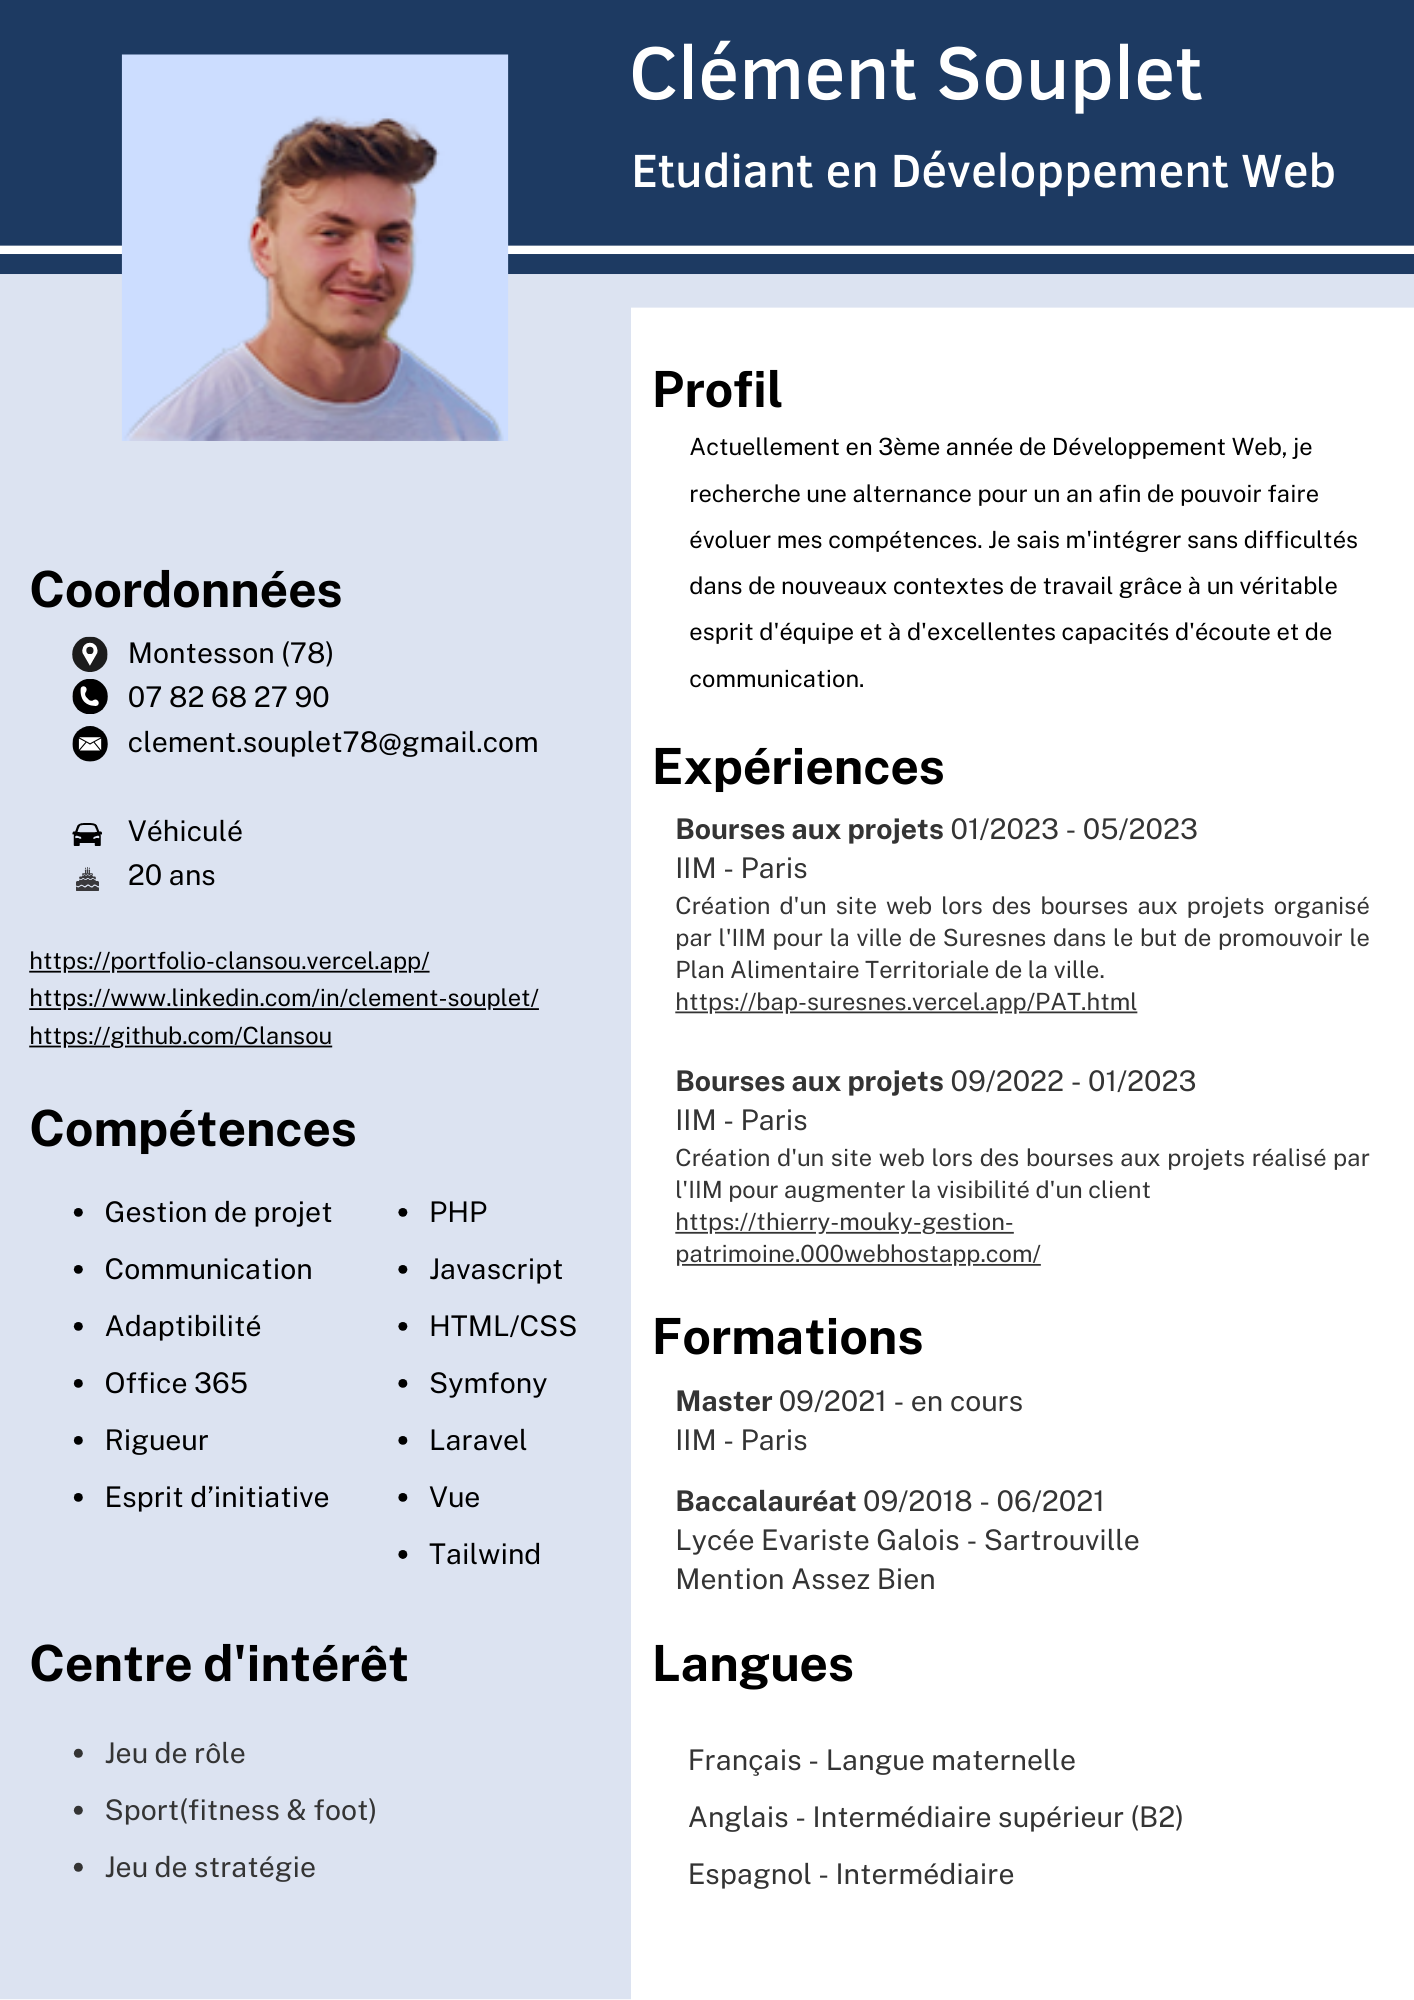 Clément Souplet
Etudiant en Développement Web
Coordonnées
Montesson (78)
07 82 68 27 90
clement.souplet78@gmail.com
Véhiculé
20 ans
https://portfolio-clansou.vercel.app/
https://www.linkedin.com/in/clement-souplet/
https://github.com/Clansou
Compétences
Gestion de projet
Communication
Adaptibilité
Office 365
Rigueur
Esprit d’initiative
PHP
Javascript
HTML/CSS
Symfony
Laravel
Vue
Tailwind
Centre d'intérêt
Jeu de rôle
Sport(fitness & foot)
Jeu de stratégie
Profil
Actuellement en 3ème année de Développement Web, je
recherche une alternance pour un an afin de pouvoir faire
évoluer mes compétences. Je sais m'intégrer sans difficultés
dans de nouveaux contextes de travail grâce à un véritable
esprit d'équipe et à d'excellentes capacités d'écoute et de
communication.
Expériences
Bourses aux projets 01/2023 - 05/2023
IIM - Paris
Création d'un site web lors des bourses aux projets organisé
par l'IIM pour la ville de Suresnes dans le but de promouvoir le
Plan Alimentaire Territoriale de la ville.
https://bap-suresnes.vercel.app/PAT.html
Bourses aux projets 09/2022 - 01/2023
IIM - Paris
Création d'un site web lors des bourses aux projets réalisé par
l'IIM pour augmenter la visibilité d'un client
https://thierry-mouky-gestion-
patrimoine.000webhostapp.com/
Formations
Master 09/2021 - en cours
IIM - Paris
Baccalauréat 09/2018 - 06/2021
Lycée Evariste Galois - Sartrouville
Mention Assez Bien
Langues
Français - Langue maternelle
Anglais - Intermédiaire supérieur (B2)
Espagnol - Intermédiaire